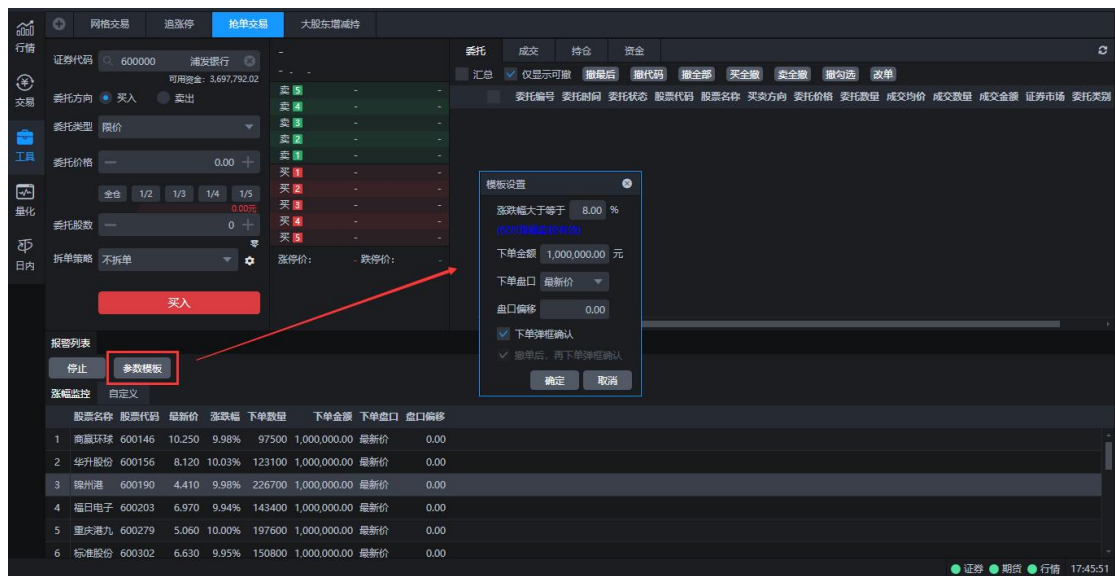 网格交易 追涨停 抢单交易 大股东增减持
行情
交易
工具
量化
日内
证券代码 600000 浦发银行
可用资金: 3,697,792.02
委托方向 买入 卖出
委托类型 限价
委托价格 0.00
全仓 1/2 1/3 1/4 1/5
0.00元
委托股数 0
零
拆单策略 不拆单
买入
-
- - -
卖 5 - -
卖 4 - -
卖 3 - -
卖 2 - -
卖 1 - -
买 1 - -
买 2 - -
买 3 - -
买 4 - -
买 5 - -
涨停价: - 跌停价: -
委托 成交 持仓 资金
汇总 仅显示可撤 撤最后 撤代码 撤全部 买全撤 卖全撤 撤勾选 改单
委托编号 委托时间 委托状态 股票代码 股票名称 买卖方向 委托价格 委托数量 成交均价 成交数量 成交金额 证券市场 委托类别
模板设置
涨跌幅大于等于 8.00 %
下单金额 1,000,000.00 元
下单盘口 最新价
盘口偏移 0.00
下单弹框确认
撤单后，再下单弹框确认
确定 取消
报警列表
停止 参数模板
涨幅监控 自定义
股票名称 股票代码 最新价 涨跌幅 下单数量 下单金额 下单盘口 盘口偏移
1 商赢环球 600146 10.250 9.98% 97500 1,000,000.00 最新价 0.00
2 华升股份 600156 8.120 10.03% 123100 1,000,000.00 最新价 0.00
3 锦州港 600190 4.410 9.98% 226700 1,000,000.00 最新价 0.00
4 福日电子 600203 6.970 9.94% 143400 1,000,000.00 最新价 0.00
5 重庆港九 600279 5.060 10.00% 197600 1,000,000.00 最新价 0.00
6 标准股份 600302 6.630 9.95% 150800 1,000,000.00 最新价 0.00
证券 期货 行情 17:45:51